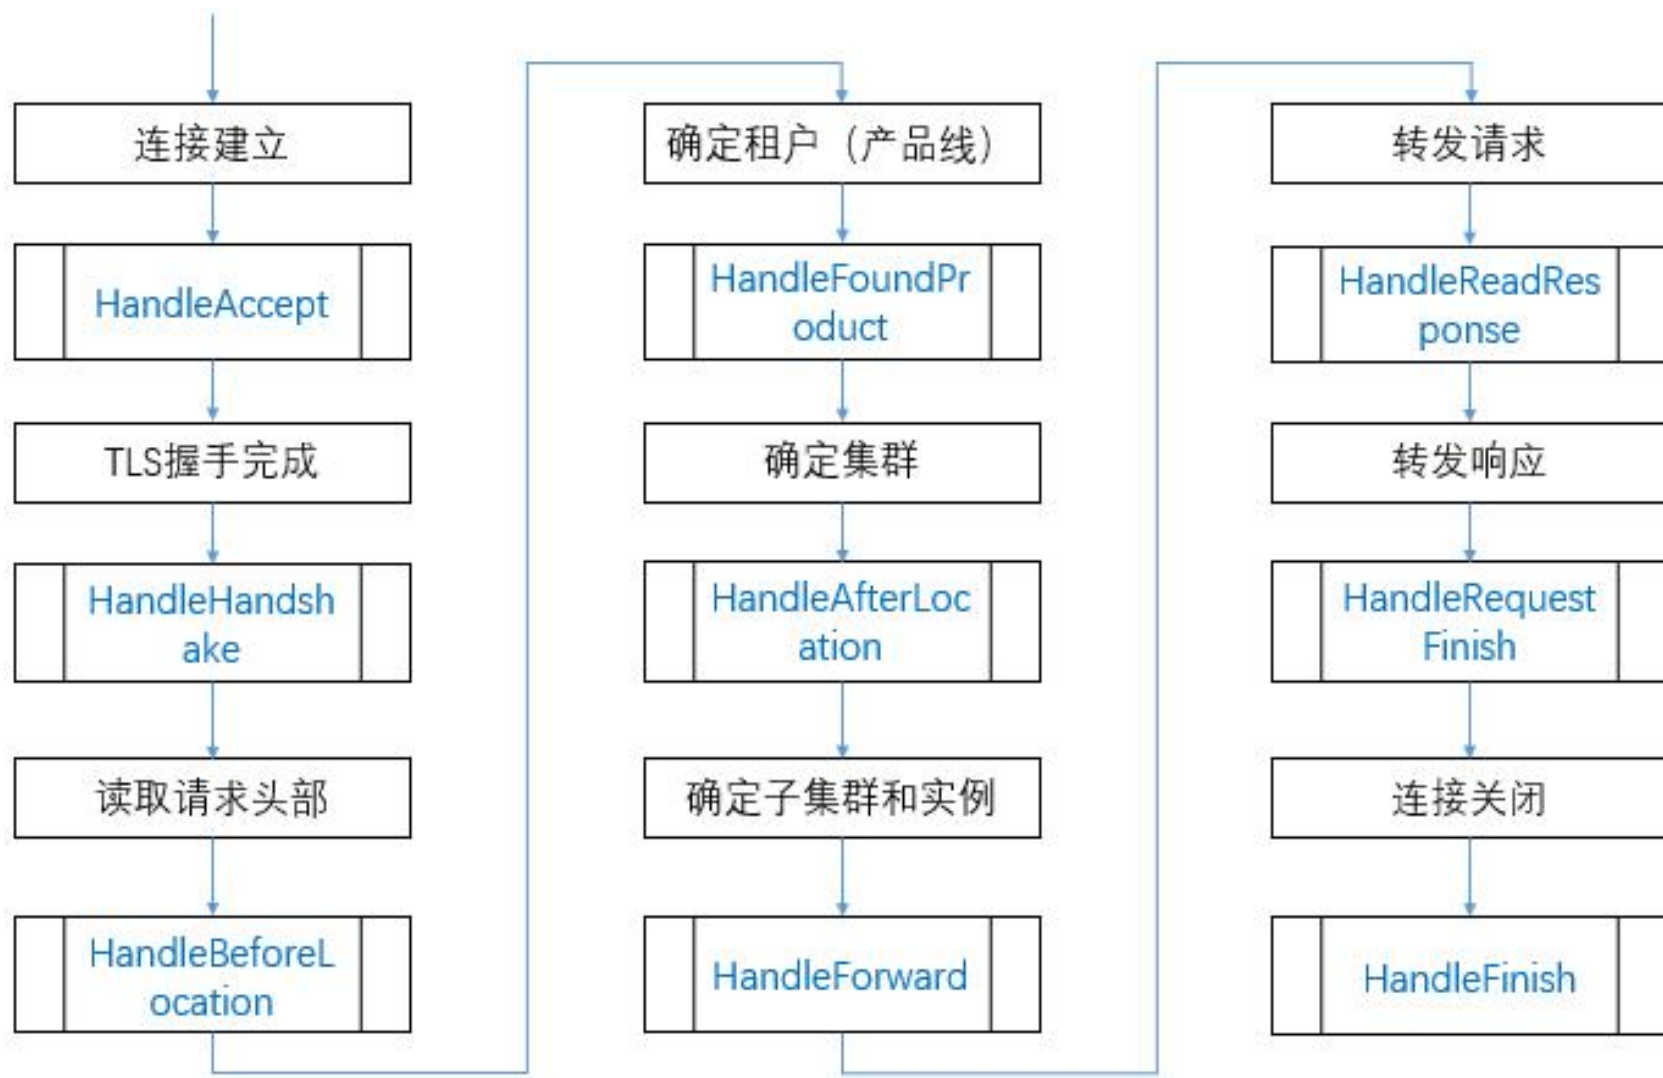 连接建立
HandleAccept
TLS握手完成
HandleHandsh
ake
读取请求头部
HandleBeforeL
ocation
确定租户（产品线）
HandleFoundPr
oduct
确定集群
HandleAfterLoc
ation
确定子集群和实例
HandleForward
转发请求
HandleReadRes
ponse
转发响应
HandleRequest
Finish
连接关闭
HandleFinish